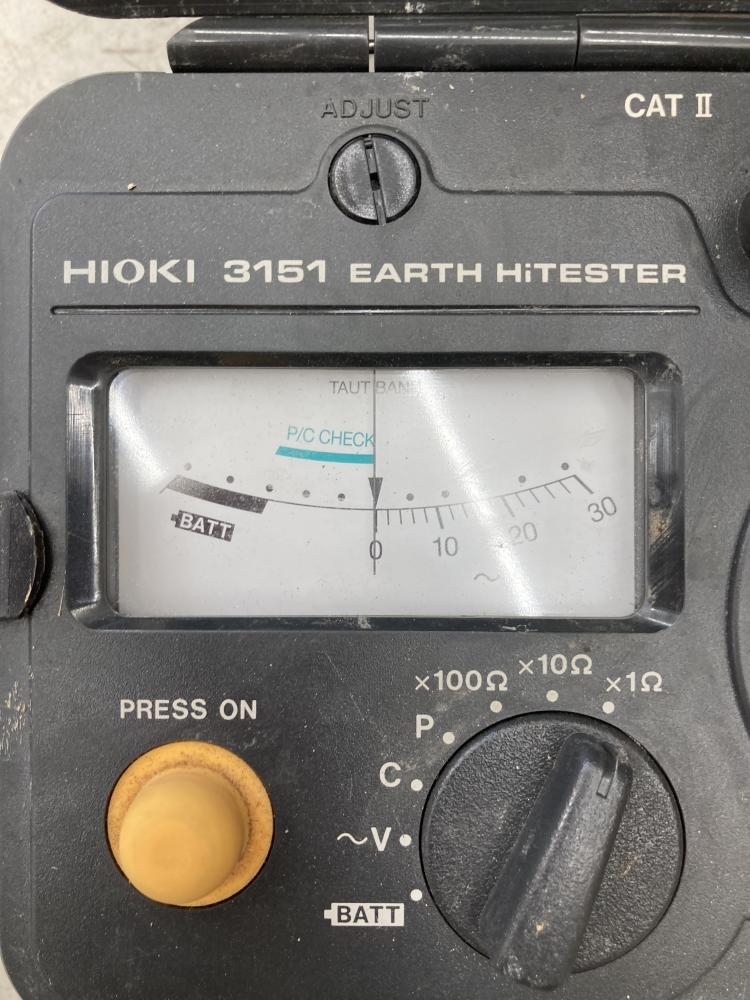 ADJUST
CAT II
HIOKI 3151 EARTH HiTESTER
TAUT BAND
P/C CHECK
BATT
0 10 20 30
~
PRESS ON
×100Ω ×10Ω ×1Ω
P
C
~V
BATT